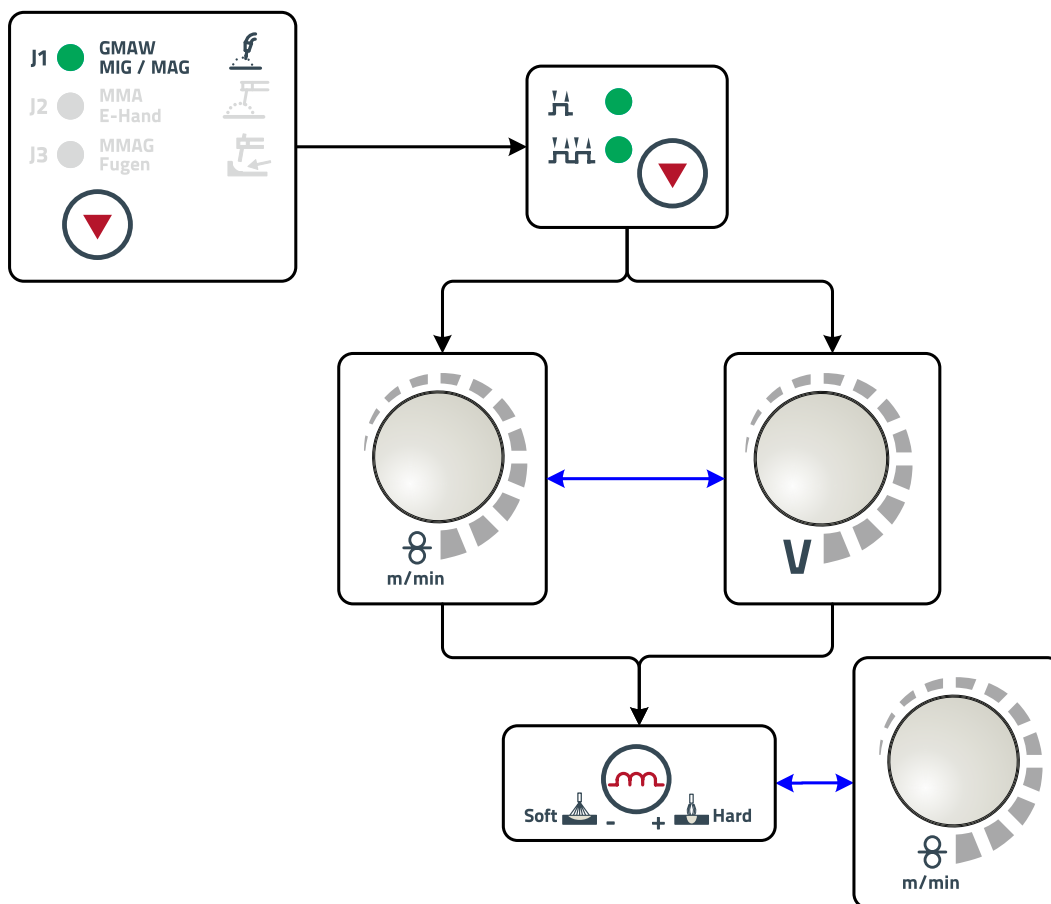 J1 GMAW
MIG / MAG
J2 MMA
E-Hand
J3 MMAG
Fugen
m/min
V
Soft - + Hard
m/min